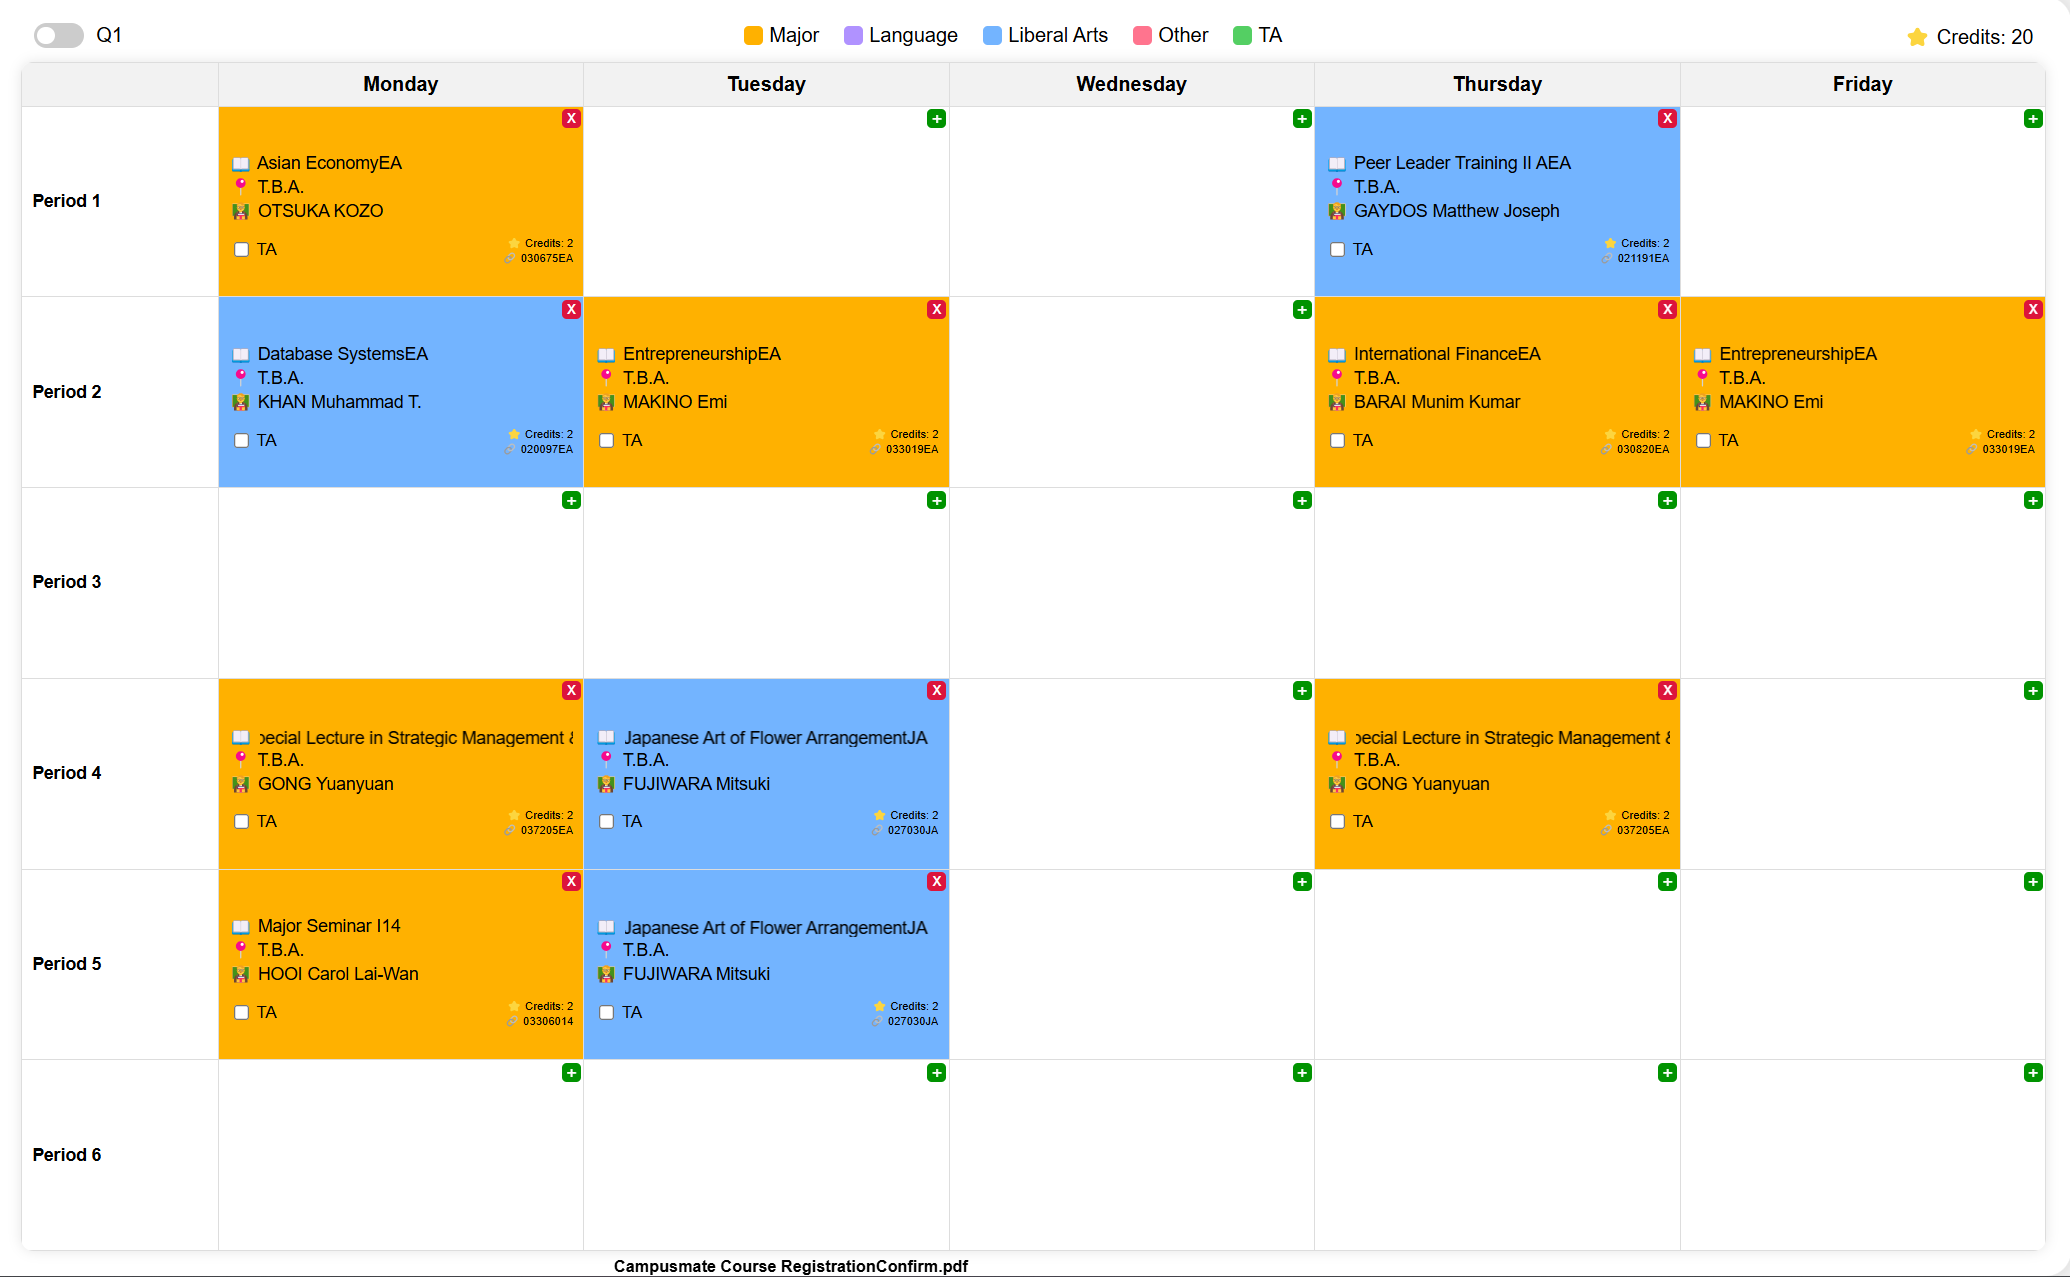 Q1
Major Language Liberal Arts Other TA
Credits: 20
Monday Tuesday Wednesday Thursday Friday
Period 1
X
Asian EconomyEA
T.B.A.
OTSUKA KOZO
TA
Credits: 2
030675EA
+
+
X
Peer Leader Training II AEA
T.B.A.
GAYDOS Matthew Joseph
TA
Credits: 2
021191EA
+
Period 2
X
Database SystemsEA
T.B.A.
KHAN Muhammad T.
TA
Credits: 2
020097EA
X
EntrepreneurshipEA
T.B.A.
MAKINO Emi
TA
Credits: 2
033019EA
+
X
International FinanceEA
T.B.A.
BARAI Munim Kumar
TA
Credits: 2
030820EA
X
EntrepreneurshipEA
T.B.A.
MAKINO Emi
TA
Credits: 2
033019EA
Period 3
+
+
+
+
+
Period 4
X
pecial Lecture in Strategic Management &
T.B.A.
GONG Yuanyuan
TA
Credits: 2
037205EA
X
Japanese Art of Flower ArrangementJA
T.B.A.
FUJIWARA Mitsuki
TA
Credits: 2
027030JA
+
X
pecial Lecture in Strategic Management &
T.B.A.
GONG Yuanyuan
TA
Credits: 2
037205EA
+
Period 5
X
Major Seminar I14
T.B.A.
HOOI Carol Lai-Wan
TA
Credits: 2
03306014
X
Japanese Art of Flower ArrangementJA
T.B.A.
FUJIWARA Mitsuki
TA
Credits: 2
027030JA
+
+
+
Period 6
+
+
+
+
+
Campusmate Course RegistrationConfirm.pdf